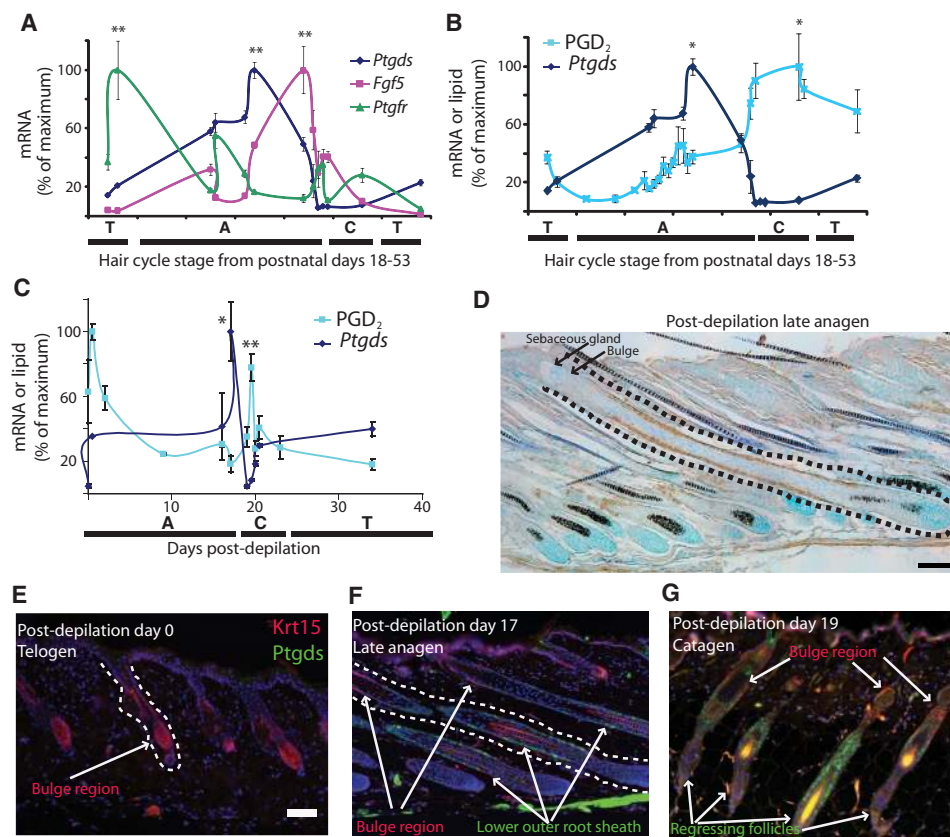 A
**
**
**
Ptgds
Fgf5
Ptgfr
mRNA
(% of maximum)
100
60
20
T
A
C
T
Hair cycle stage from postnatal days 18-53
B
PGD2
Ptgds
*
*
mRNA or lipid
(% of maximum)
100
60
20
T
A
C
T
Hair cycle stage from postnatal days 18-53
C
PGD2
Ptgds
*
**
mRNA or lipid
(% of maximum)
100
60
20
0
10
20
30
40
A
C
T
Days post-depilation
D
Post-depilation late anagen
Sebaceous gland
Bulge
E
Post-depilation day 0
Telogen
Krt15
Ptgds
Bulge region
F
Post-depilation day 17
Late anagen
Bulge region
Lower outer root sheath
G
Post-depilation day 19
Catagen
Bulge region
Regressing follicles